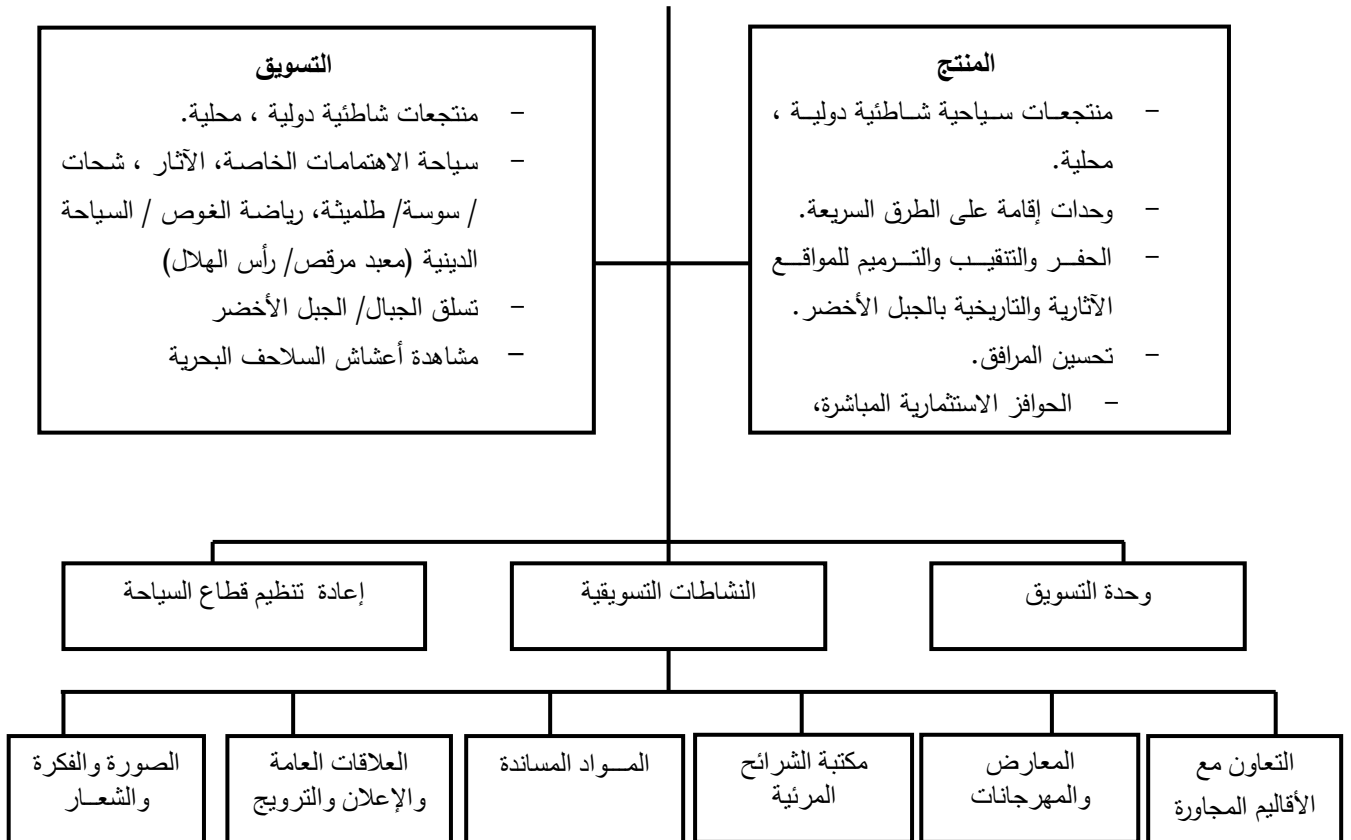 المنتج
- منتجعات سياحية شاطئية دولية ،
محلية.
- وحدات إقامة على الطرق السريعة.
- الحفر والتنقيب والترميم للمواقع
الآثارية والتاريخية بالجبل الأخضر.
- تحسين المرافق.
- الحوافز الاستثمارية المباشرة،
التسويق
- منتجعات شاطئية دولية ، محلية.
- سياحة الاهتمامات الخاصة، الآثار ، شحات
/ سوسة/ طلميثة، رياضة الغوص / السياحة
الدينية (معبد مرقص/ رأس الهلال)
- تسلق الجبال/ الجبل الأخضر
- مشاهدة أعشاش السلاحف البحرية
وحدة التسويق
النشاطات التسويقية
إعادة تنظيم قطاع السياحة
التعاون مع
الأقاليم المجاورة
المعارض
والمهرجانات
مكتبة الشرائح
المرئية
المواد المساندة
العلاقات العامة
والإعلان والترويج
الصورة والفكرة
والشعار